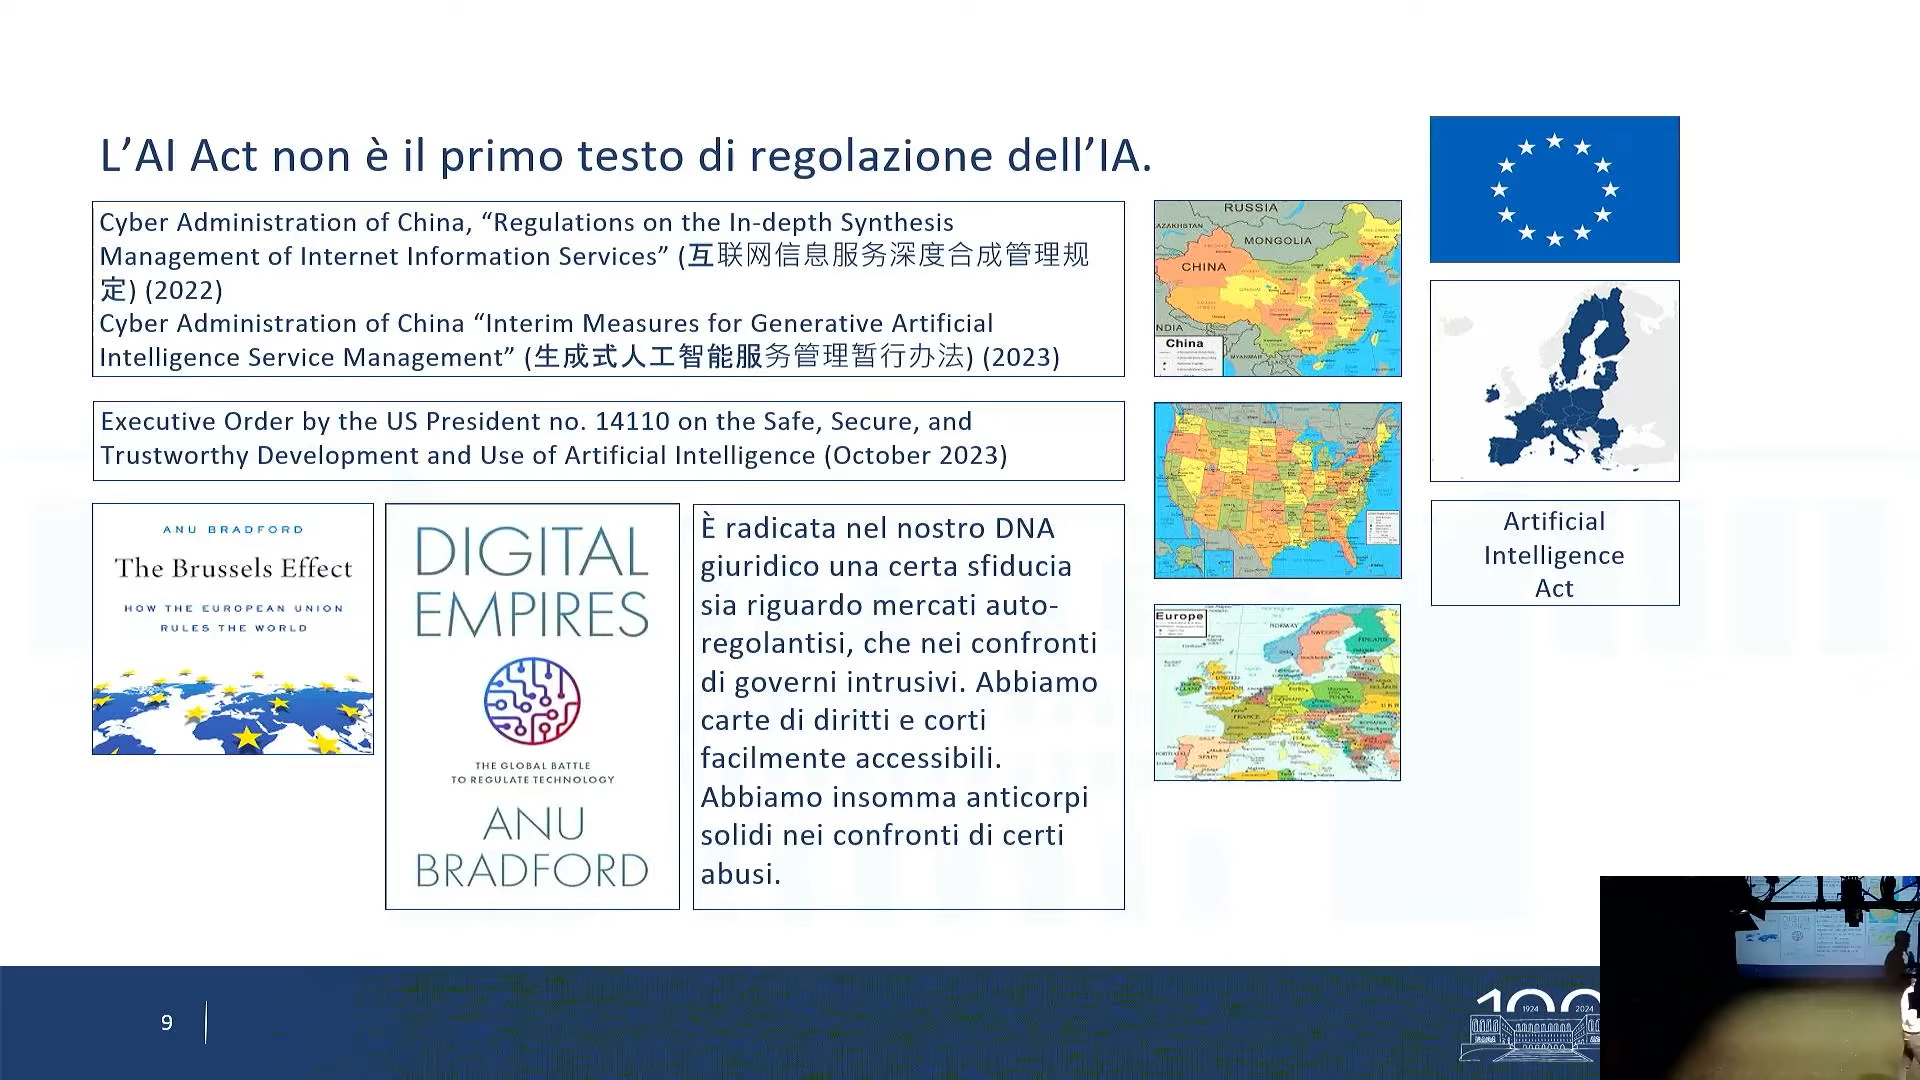 L’AI Act non è il primo testo di regolazione dell’IA.
Cyber Administration of China, “Regulations on the In-depth Synthesis
Management of Internet Information Services” (互联网信息服务深度合成管理规
定) (2022)
Cyber Administration of China “Interim Measures for Generative Artificial
Intelligence Service Management” (生成式人工智能服务管理暂行办法) (2023)
Executive Order by the US President no. 14110 on the Safe, Secure, and
Trustworthy Development and Use of Artificial Intelligence (October 2023)
ANU BRADFORD
The Brussels Effect
HOW THE EUROPEAN UNION
RULES THE WORLD
DIGITAL
EMPIRES
THE GLOBAL BATTLE
TO REGULATE TECHNOLOGY
ANU
BRADFORD
È radicata nel nostro DNA
giuridico una certa sfiducia
sia riguardo mercati auto-
regolantisi, che nei confronti
di governi intrusivi. Abbiamo
carte di diritti e corti
facilmente accessibili.
Abbiamo insomma anticorpi
solidi nei confronti di certi
abusi.
RUSSIA
MONGOLIA
CHINA
China
Europe
NORWAY
SWEDEN
FINLAND
FRANCE
SPAIN
Artificial
Intelligence
Act
9
1924
2024